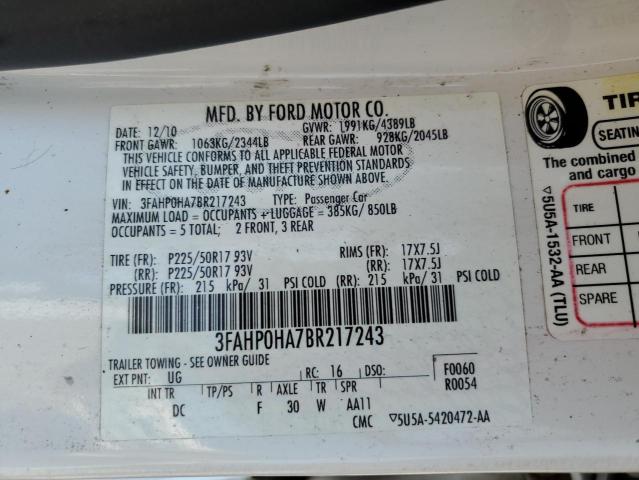 MFD. BY FORD MOTOR CO.
DATE: 12/10 GVWR: 1991KG/4389LB
FRONT GAWR: 1063KG/2344LB REAR GAWR: 928KG/2045LB
THIS VEHICLE CONFORMS TO ALL APPLICABLE FEDERAL MOTOR
VEHICLE SAFETY, BUMPER, AND THEFT PREVENTION STANDARDS
IN EFFECT ON THE DATE OF MANUFACTURE SHOWN ABOVE.
VIN: 3FAHP0HA7BR217243 TYPE: Passenger Car
MAXIMUM LOAD = OCCUPANTS + LUGGAGE = 385KG/ 850LB
OCCUPANTS = 5 TOTAL; 2 FRONT, 3 REAR
TIRE (FR): P225/50R17 93V RIMS (FR): 17X7.5J
(RR): P225/50R17 93V (RR): 17X7.5J
PRESSURE (FR): 215 kPa/ 31 PSI COLD (RR): 215 kPa/ 31 PSI COLD
3FAHP0HA7BR217243
TRAILER TOWING - SEE OWNER GUIDE
EXT PNT: UG RC: 16 DSO: F0060
R0054
INT TR TP/PS R AXLE TR SPR
DC F 30 W AA11
CMC ▽5U5A-5420472-AA
TIR
SEATING
The combined
and cargo
TIRE
FRONT
REAR
SPARE
▽5U5A-1532-AA (TLU)